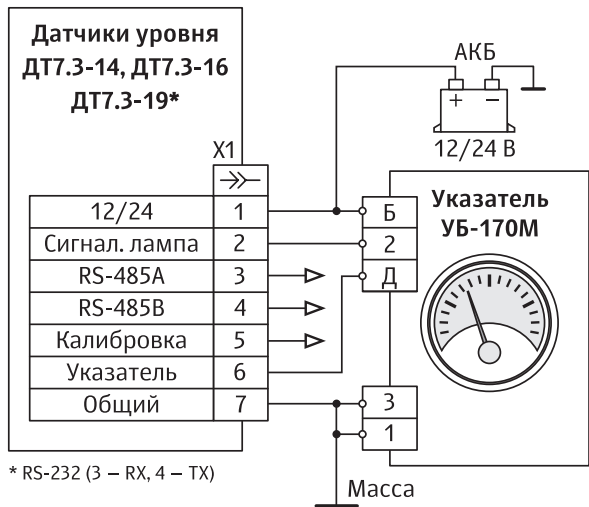 Датчики уровня
ДТ7.3-14, ДТ7.3-16
ДТ7.3-19*
АКБ
+ −
12/24 В
X1
12/24 1
Сигнал. лампа 2
RS-485A 3
RS-485B 4
Калибровка 5
Указатель 6
Общий 7
Б
2
Д
3
1
Указатель
УБ-170М
Масса
* RS-232 (3 – RX, 4 – TX)